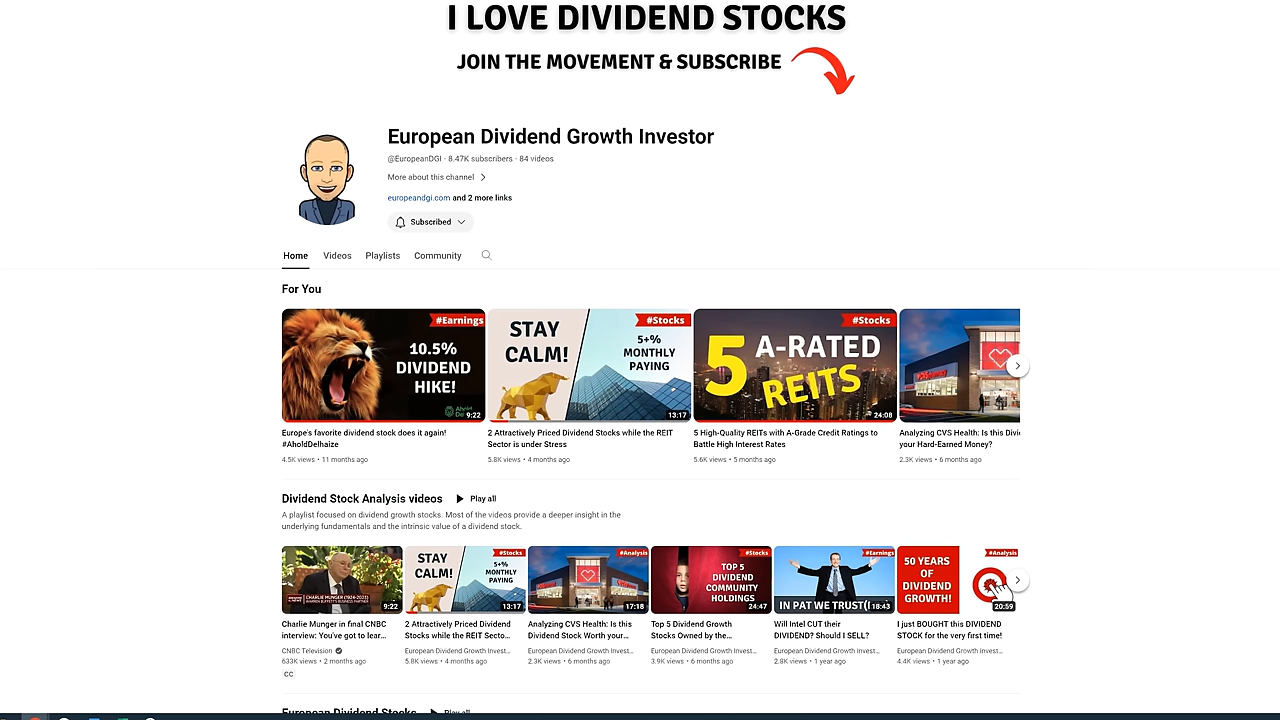 I LOVE DIVIDEND STOCKS
JOIN THE MOVEMENT & SUBSCRIBE
European Dividend Growth Investor
@EuropeanDGI · 8.47K subscribers · 84 videos
More about this channel
europeandgi.com and 2 more links
Subscribed
Home Videos Playlists Community
For You
#Earnings
10.5%
DIVIDEND
HIKE!
9:22
STAY
CALM!
#Stocks
5+%
MONTHLY
PAYING
13:17
#Stocks
5 A-RATED
REITS
24:08
Europe's favorite dividend stock does it again!
#AholdDelhaize
4.5K views • 11 months ago
2 Attractively Priced Dividend Stocks while the REIT
Sector is under Stress
5.8K views • 4 months ago
5 High-Quality REITs with A-Grade Credit Ratings to
Battle High Interest Rates
5.6K views • 5 months ago
Analyzing CVS Health: Is this Divi
your Hard-Earned Money?
2.3K views • 6 months ago
Dividend Stock Analysis videos
Play all
A playlist focused on dividend growth stocks. Most of the videos provide a deeper insight in the
underlying fundamentals and the intrinsic value of a dividend stock.
CHARLIE MUNGER (1924-2023)
WARREN BUFFETT'S BUSINESS PARTNER
9:22
STAY
CALM!
#Stocks
5+%
MONTHLY
PAYING
13:17
#Analysis
17:18
#Stocks
TOP 5
DIVIDEND
COMMUNITY
HOLDINGS
24:47
#Earnings
IN PAT WE TRUST(
18:43
50 YEARS
OF
DIVIDEND
GROWTH!
#Analysis
20:59
Charlie Munger in final CNBC
interview: You've got to lear...
CNBC Television
633K views • 2 months ago
CC
2 Attractively Priced Dividend
Stocks while the REIT Secto...
European Dividend Growth Invest...
5.8K views • 4 months ago
Analyzing CVS Health: Is this
Dividend Stock Worth your...
European Dividend Growth Invest...
2.3K views • 6 months ago
Top 5 Dividend Growth
Stocks Owned by the...
European Dividend Growth Invest...
3.9K views • 6 months ago
Will Intel CUT their
DIVIDEND? Should I SELL?
European Dividend Growth Invest...
2.8K views • 1 year ago
I just BOUGHT this DIVIDEND
STOCK for the very first time!
European Dividend Growth Invest...
4.4K views • 1 year ago
European Dividend Stocks
Play all